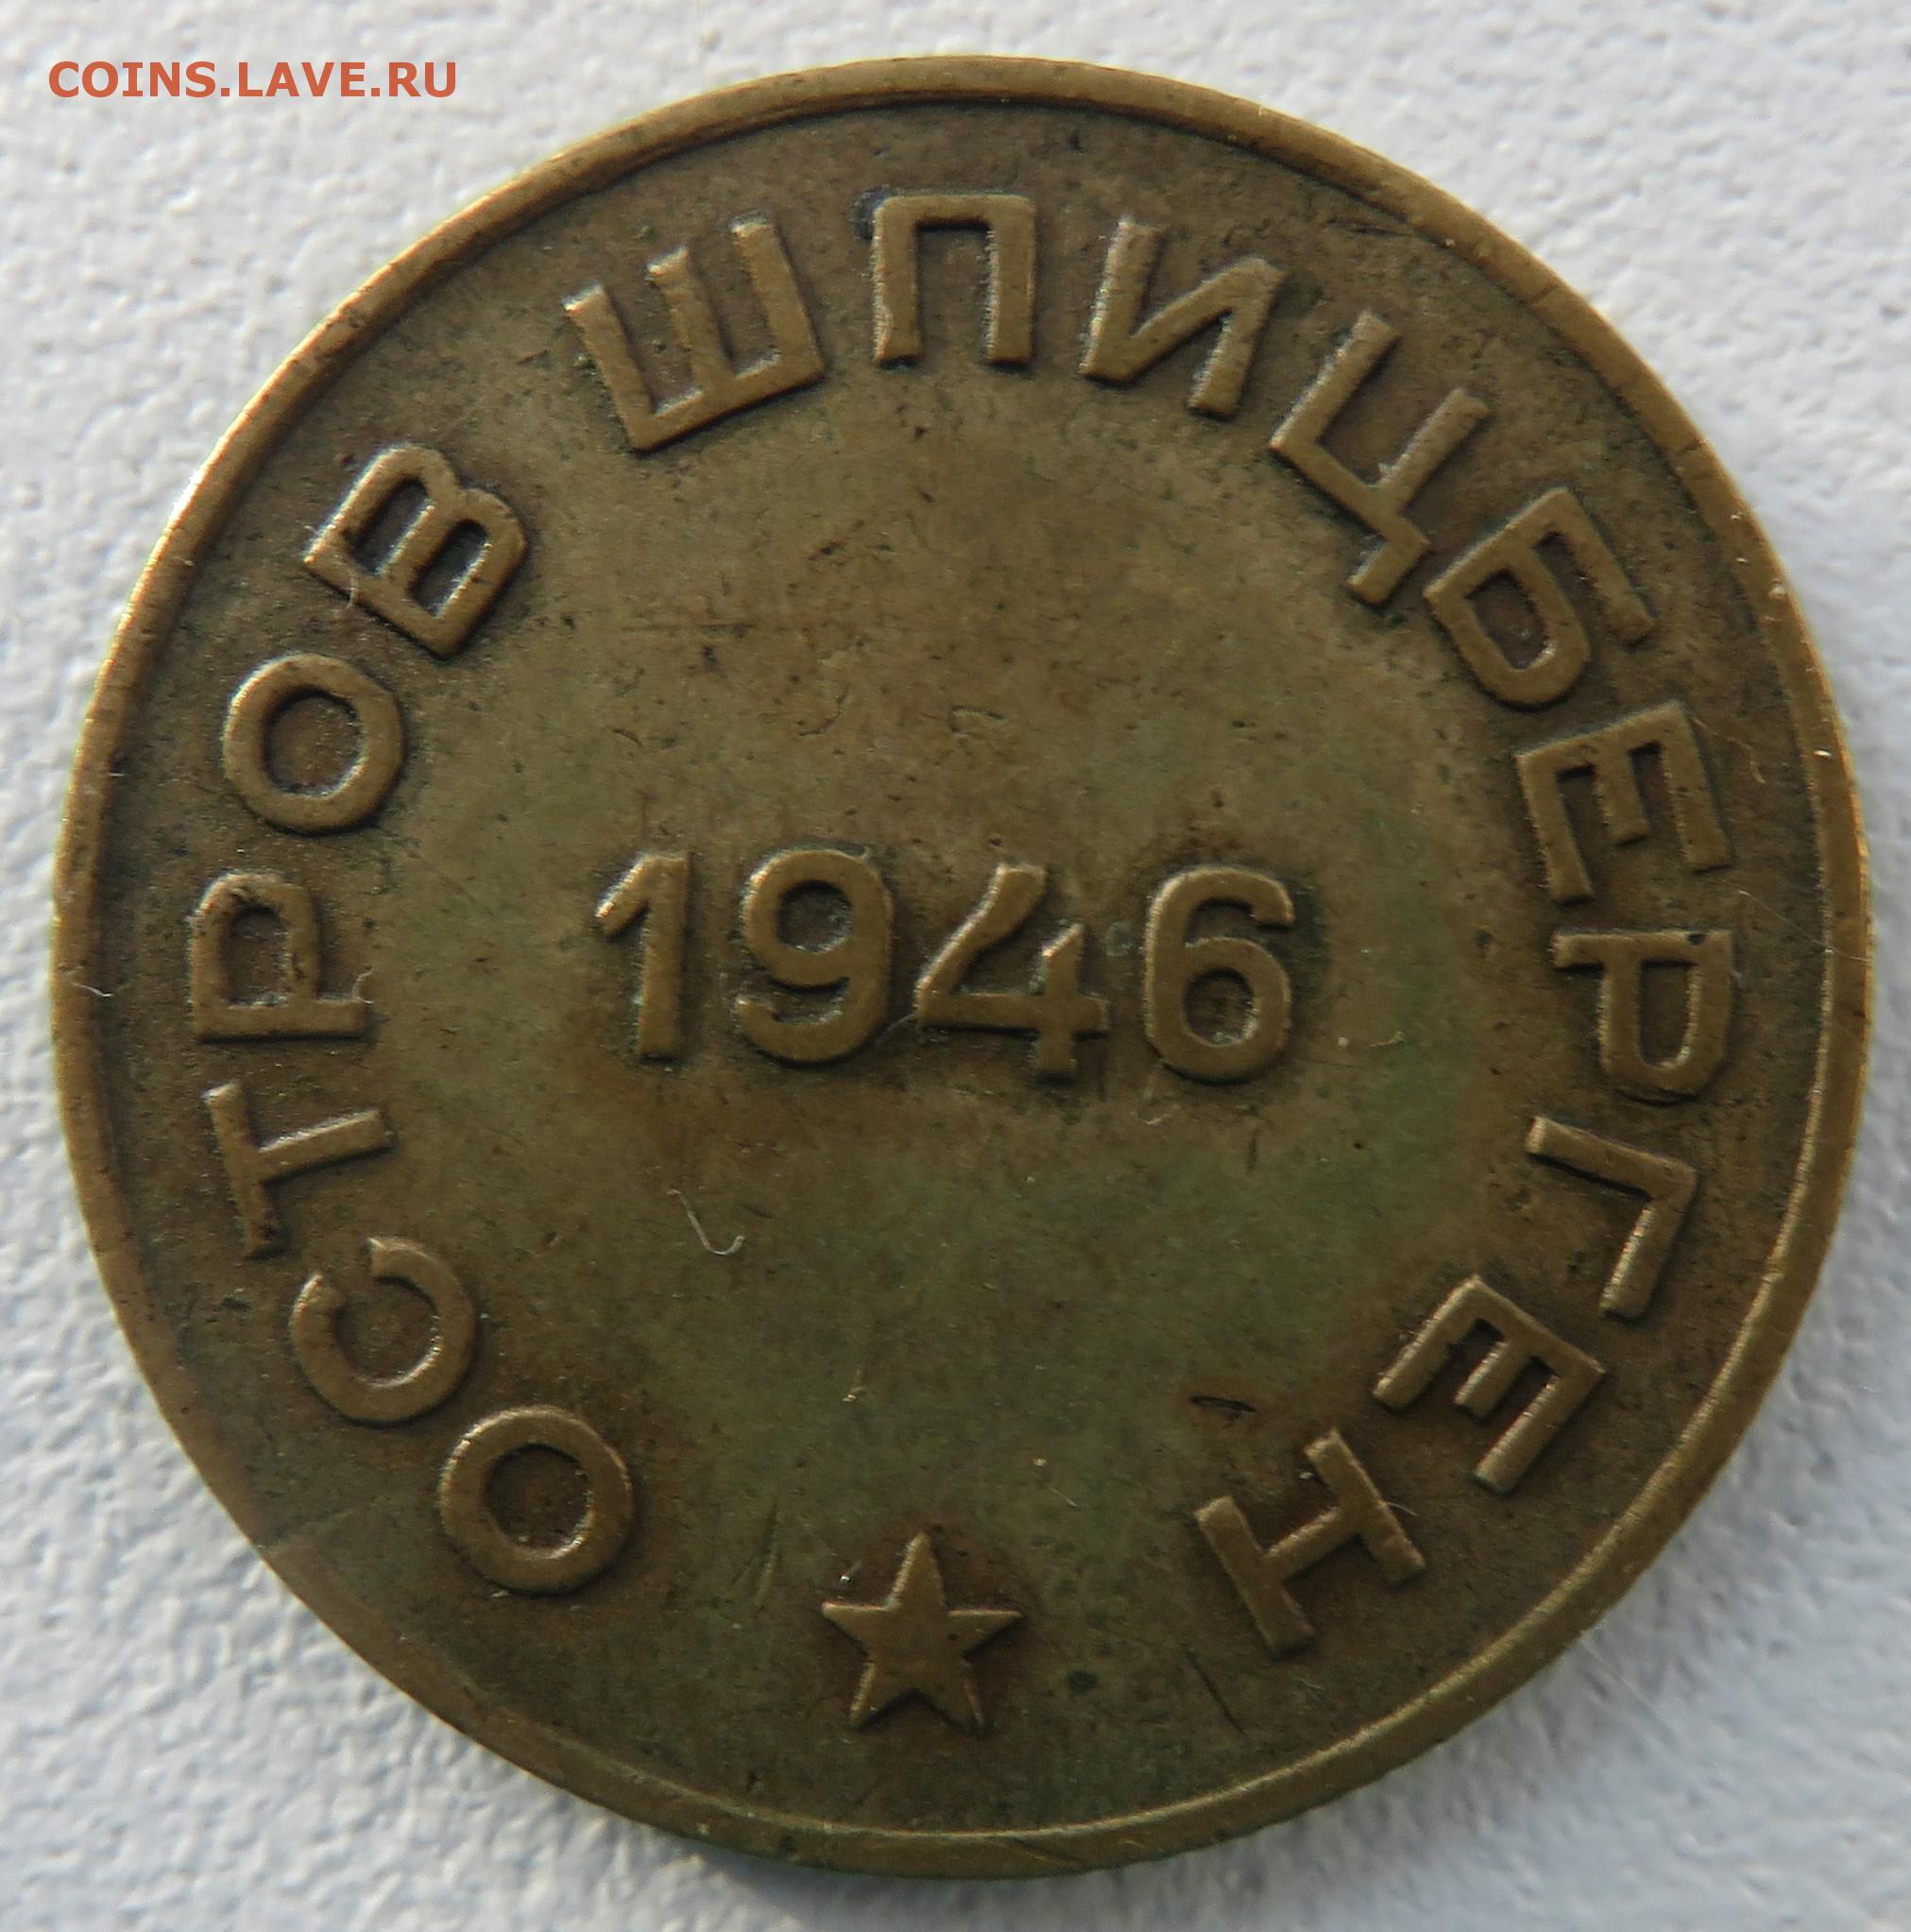 COINS.LAVE.RU
ОСТРОВ ШПИЦБЕРГЕН
1946